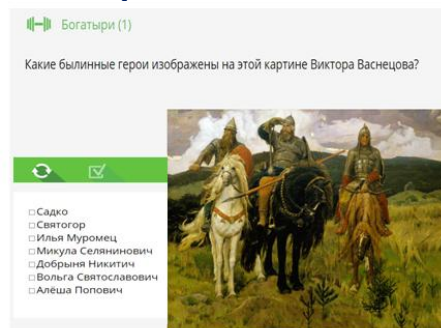 Богатыри (1)
Какие былинные герои изображены на этой картине Виктора Васнецова?
Садко
Святогор
Илья Муромец
Микула Селянинович
Добрыня Никитич
Вольга Святославович
Алёша Попович